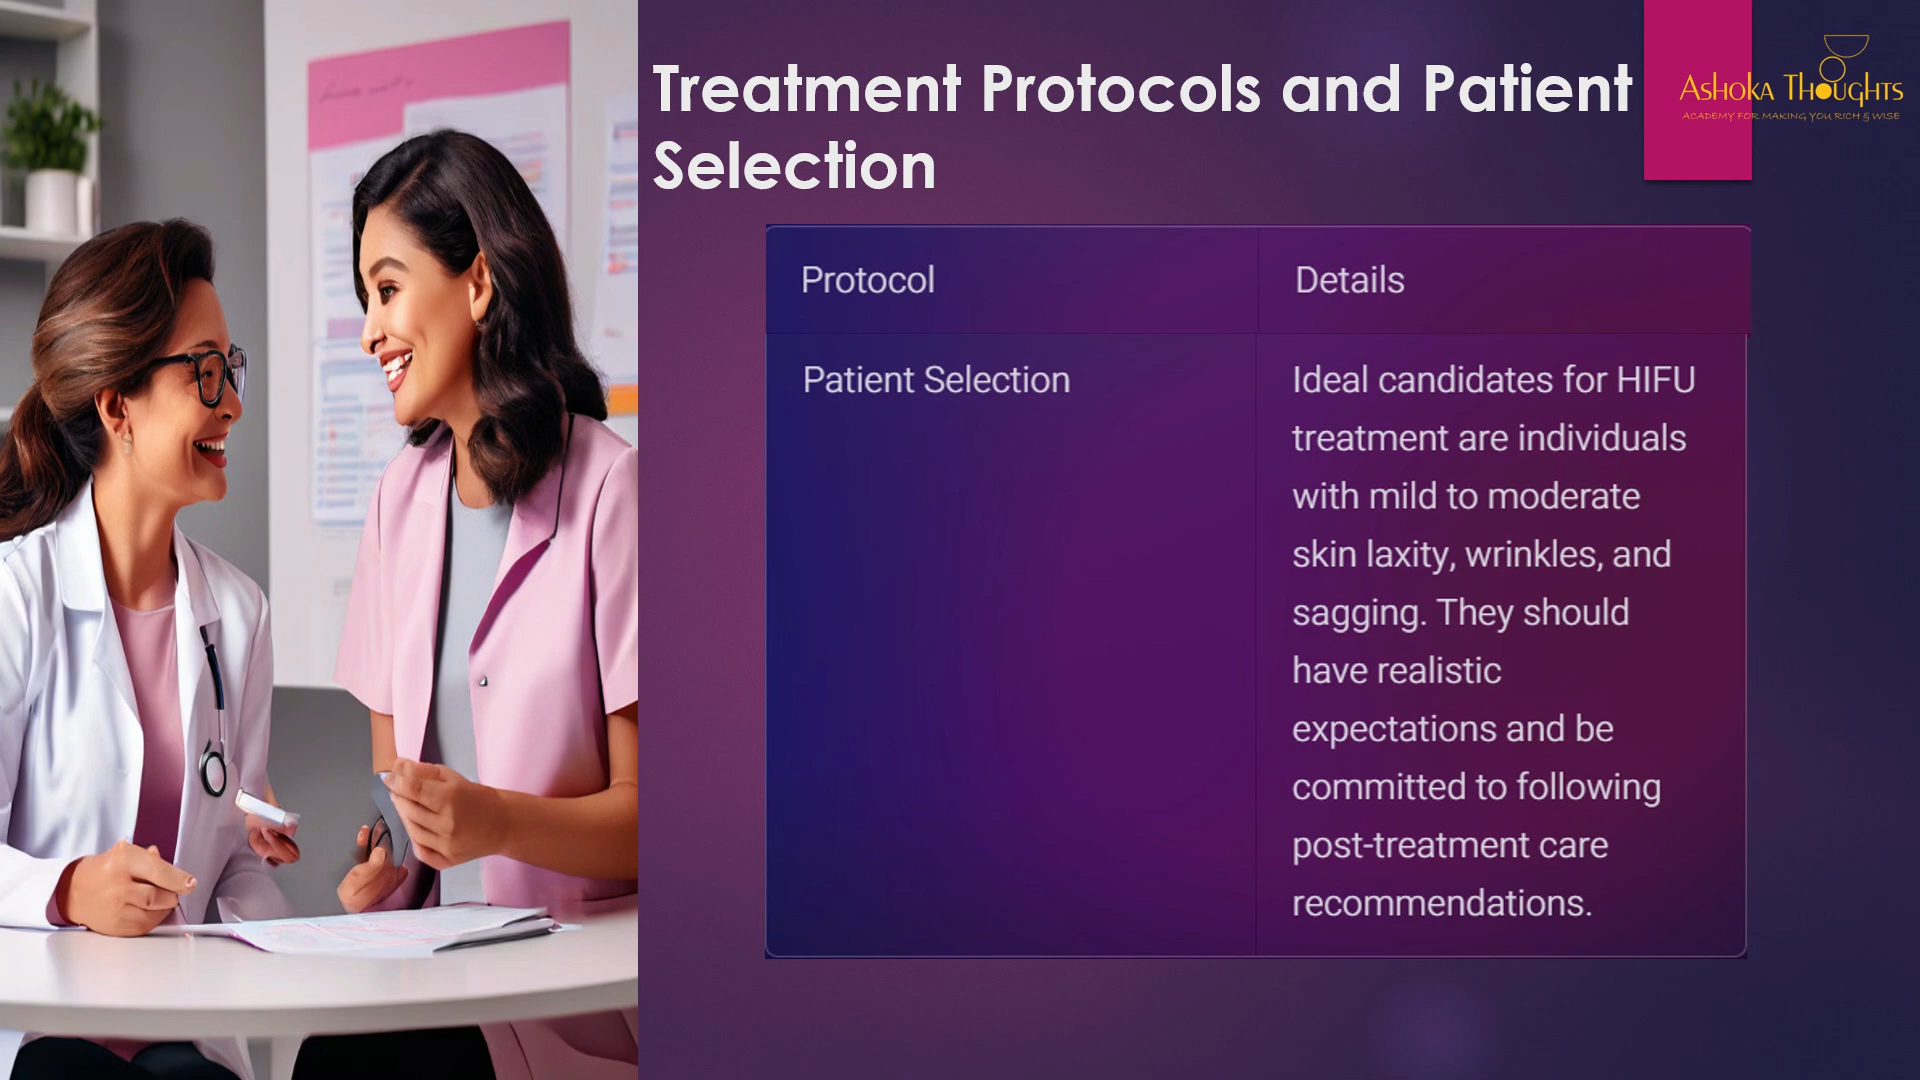 Treatment Protocols and Patient
Selection
ASHOKA THOUGHTS
ACADEMY FOR MAKING YOU RICH & WISE
Protocol
Details
Patient Selection
Ideal candidates for HIFU
treatment are individuals
with mild to moderate
skin laxity, wrinkles, and
sagging. They should
have realistic
expectations and be
committed to following
post-treatment care
recommendations.